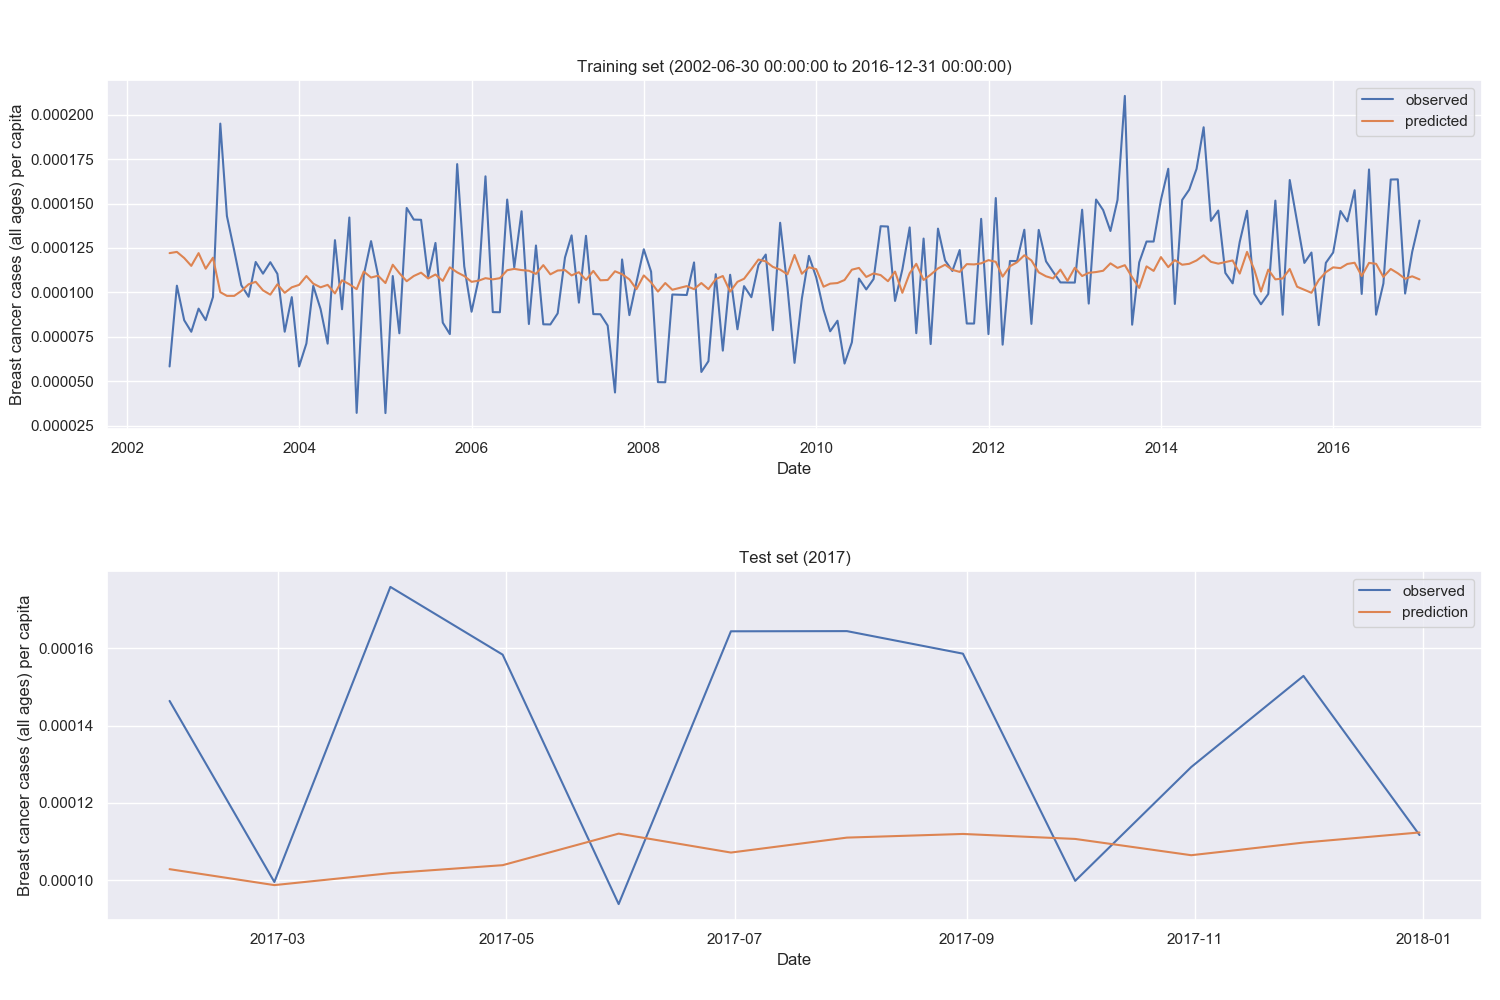 Training set (2002-06-30 00:00:00 to 2016-12-31 00:00:00)
Breast cancer cases (all ages) per capita
0.000200
0.000175
0.000150
0.000125
0.000100
0.000075
0.000050
0.000025
observed
predicted
2002 2004 2006 2008 2010 2012 2014 2016
Date
Test set (2017)
Breast cancer cases (all ages) per capita
0.00016
0.00014
0.00012
0.00010
observed
prediction
2017-03 2017-05 2017-07 2017-09 2017-11 2018-01
Date